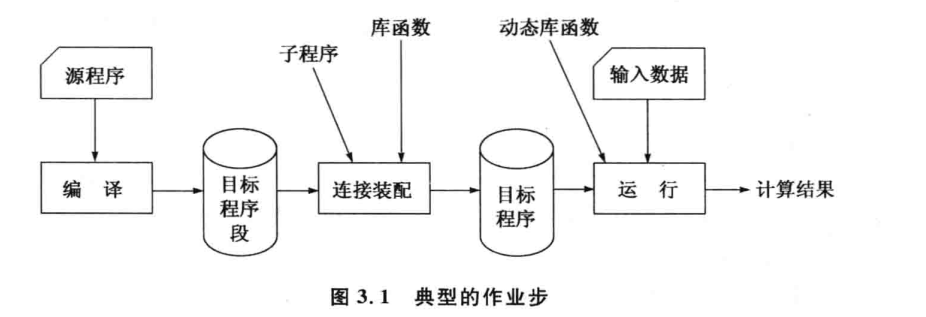 库函数
动态库函数
子程序
源程序
输入数据
编 译
目标
程序
段
连接装配
目标
程序
运 行
计算结果
图 3.1 典型的作业步